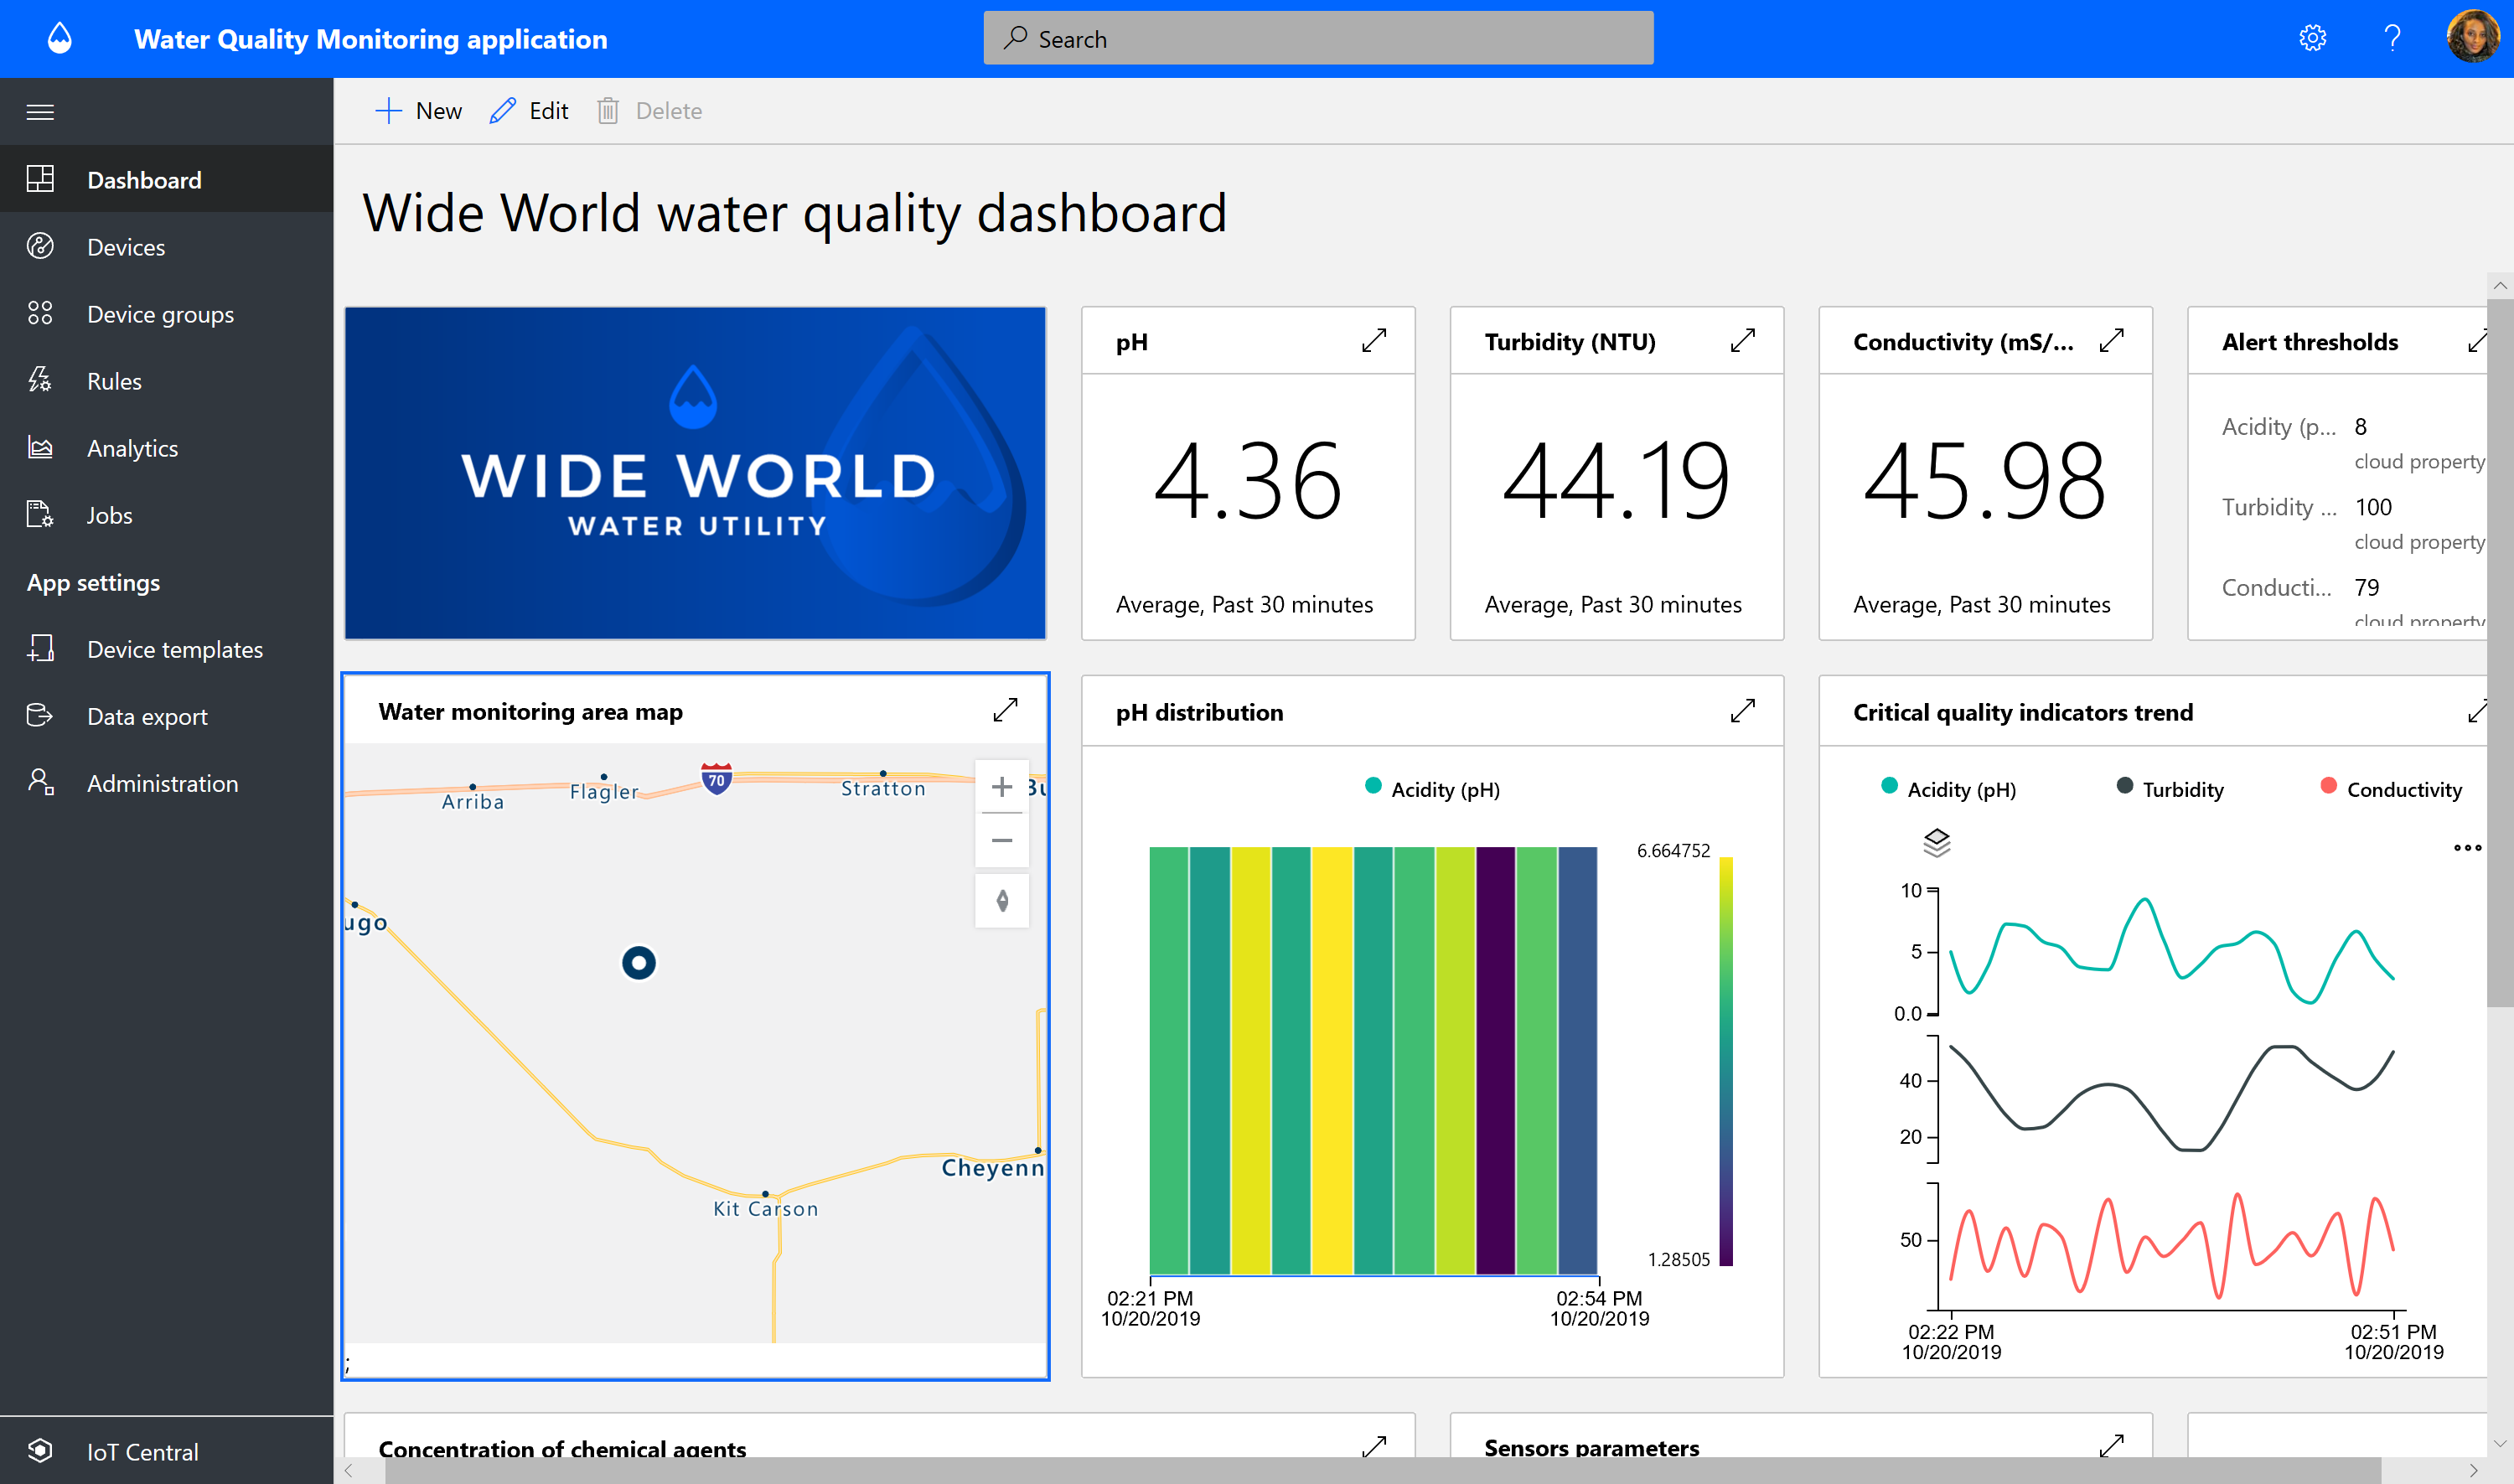 Water Quality Monitoring application
Search
New
Edit
Delete
Dashboard
Devices
Device groups
Rules
Analytics
Jobs
App settings
Device templates
Data export
Administration
IoT Central
Wide World water quality dashboard
WIDE WORLD
WATER UTILITY
pH
4.36
Average, Past 30 minutes
Turbidity (NTU)
44.19
Average, Past 30 minutes
Conductivity (mS/...
45.98
Average, Past 30 minutes
Alert thresholds
Acidity (p... 8
cloud property
Turbidity ... 100
cloud property
Conducti... 79
cloud property
Water monitoring area map
Arriba
Flagler
70
Stratton
Bu
ugo
Cheyenn
Kit Carson
;
pH distribution
Acidity (pH)
6.664752
1.28505
02:21 PM
10/20/2019
02:54 PM
10/20/2019
Critical quality indicators trend
Acidity (pH)
Turbidity
Conductivity
10
5
0.0
40
20
50
02:22 PM
10/20/2019
02:51 PM
10/20/2019
Concentration of chemical agents
Sensors parameters